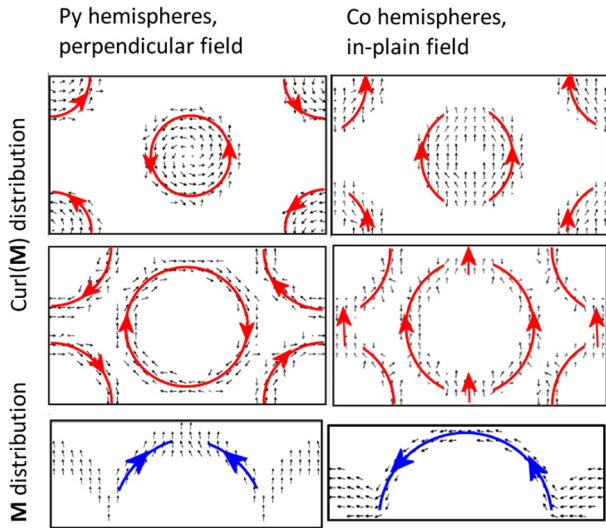 Py hemispheres,
perpendicular field
Co hemispheres,
in-plain field
Curl(M) distribution
M distribution